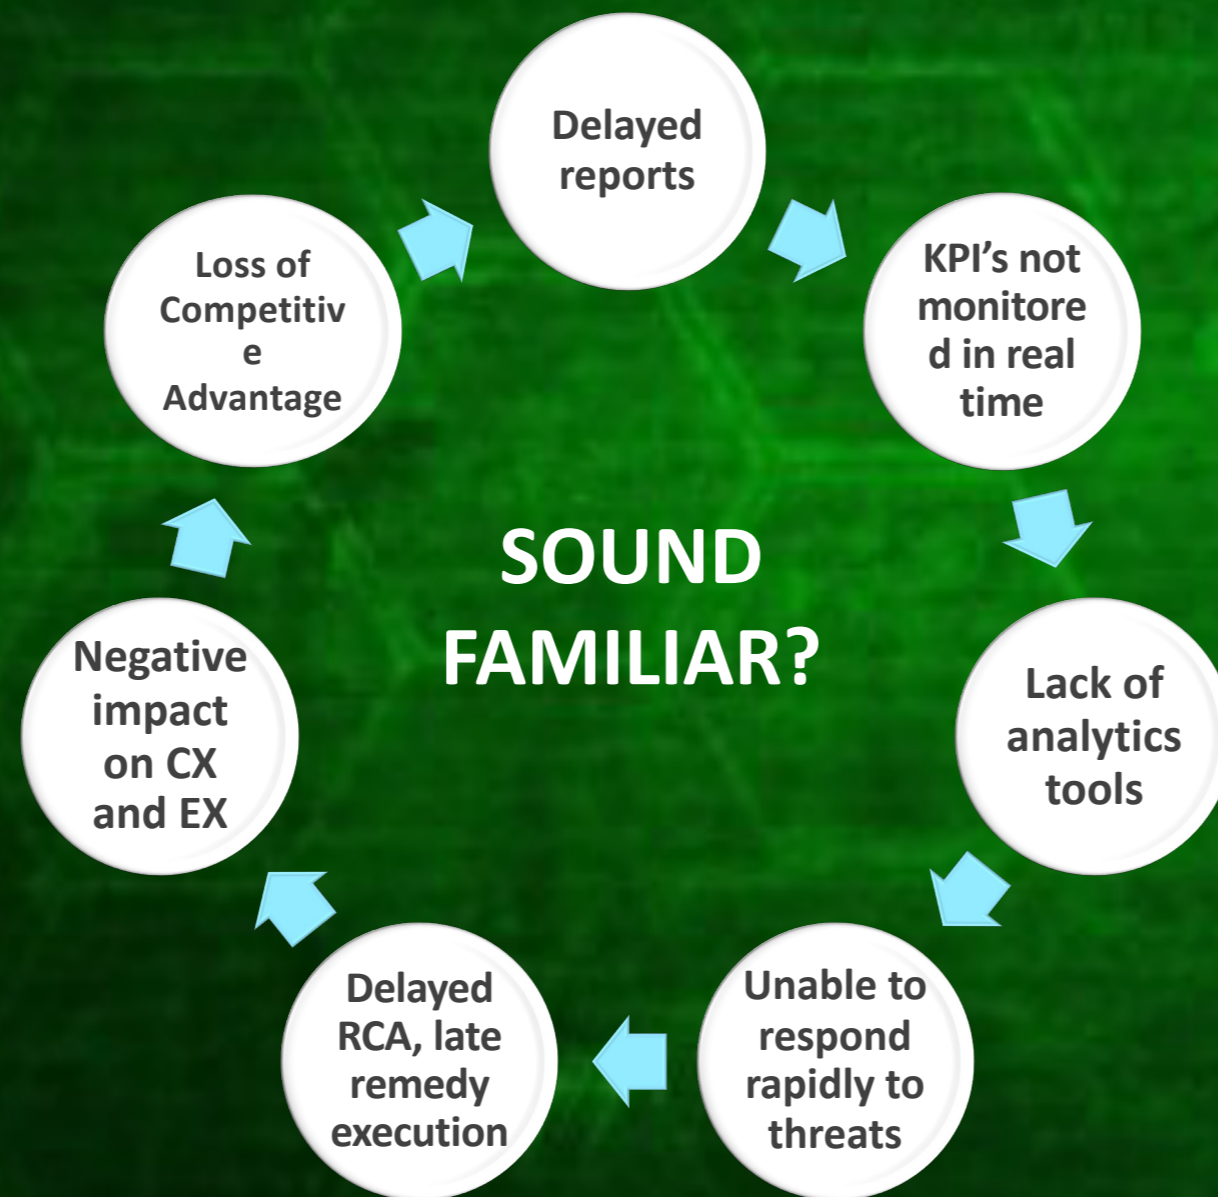 Delayed
reports
KPI’s not
monitore
d in real
time
Lack of
analytics
tools
Unable to
respond
rapidly to
threats
Delayed
RCA, late
remedy
execution
Negative
impact
on CX
and EX
Loss of
Competitiv
e
Advantage
SOUND
FAMILIAR?